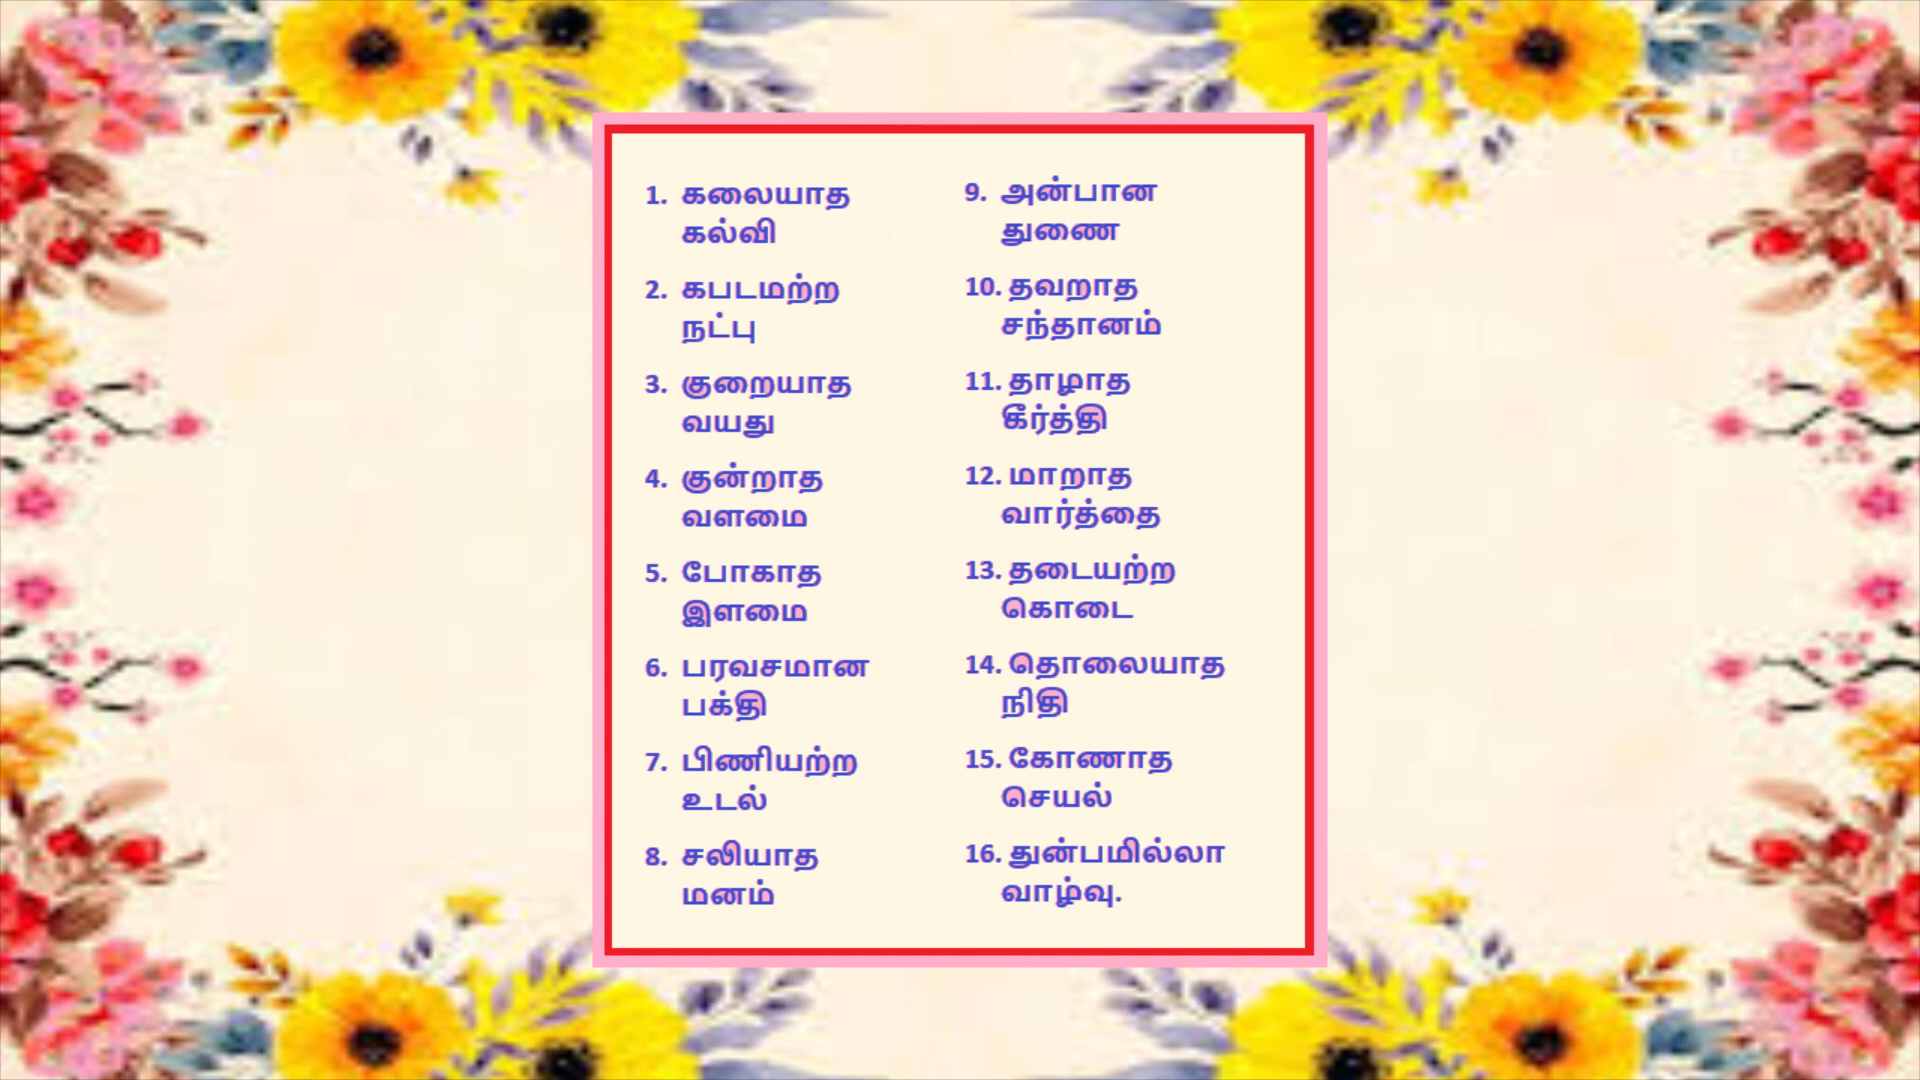 1. கலையாத
கல்வி
2. கபடமற்ற
நட்பு
3. குறையாத
வயது
4. குன்றாத
வளமை
5. போகாத
இளமை
6. பரவசமான
பக்தி
7. பிணியற்ற
உடல்
8. சலியாத
மனம்
9. அன்பான
துணை
10. தவறாத
சந்தானம்
11. தாழாத
கீர்த்தி
12. மாறாத
வார்த்தை
13. தடையற்ற
கொடை
14. தொலையாத
நிதி
15. கோணாத
செயல்
16. துன்பமில்லா
வாழ்வு.